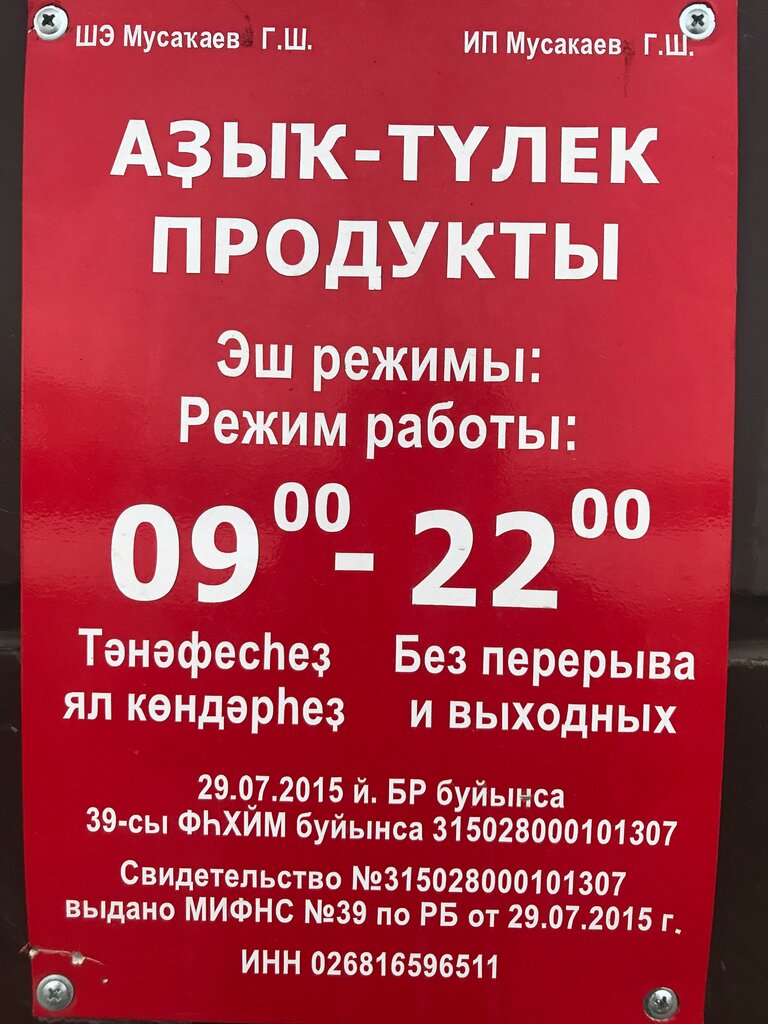 ШЭ Мусаҡаев Г.Ш. ИП Мусакаев Г.Ш.
АҘЫҠ-ТҮЛЕК
ПРОДУКТЫ
Эш режимы:
Режим работы:
09⁰⁰ - 22⁰⁰
Тәнәфесһеҙ Без перерыва
ял көндәрһеҙ и выходных
29.07.2015 й. БР буйынса
39-сы ФҺХЙМ буйынса 315028000101307
Свидетельство №315028000101307
выдано МИФНС №39 по РБ от 29.07.2015 г.
ИНН 026816596511